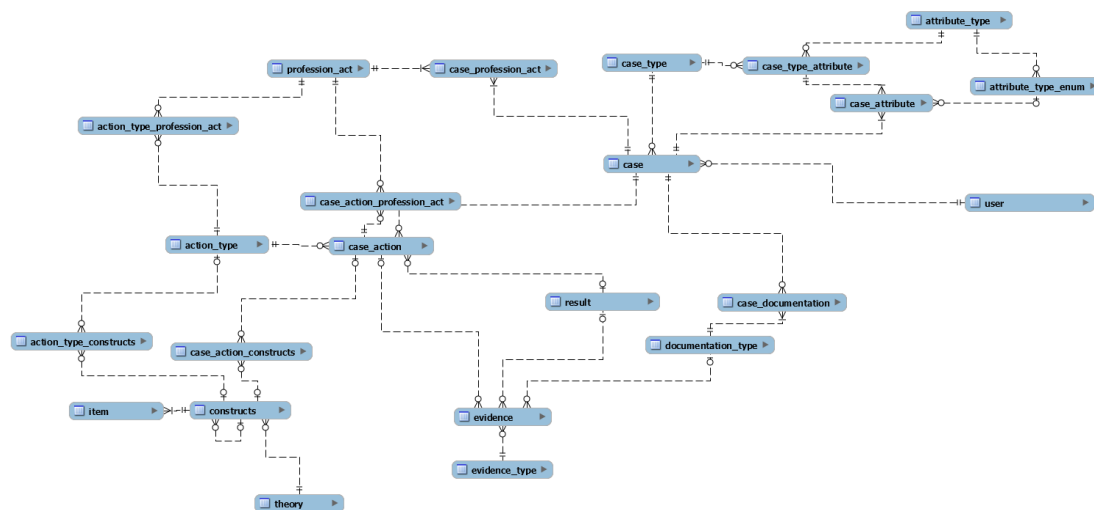 attribute_type
profession_act
case_profession_act
case_type
case_type_attribute
attribute_type_enum
case_attribute
action_type_profession_act
case
case_action_profession_act
user
action_type
case_action
result
case_documentation
action_type_constructs
case_action_constructs
documentation_type
item
constructs
evidence
evidence_type
theory